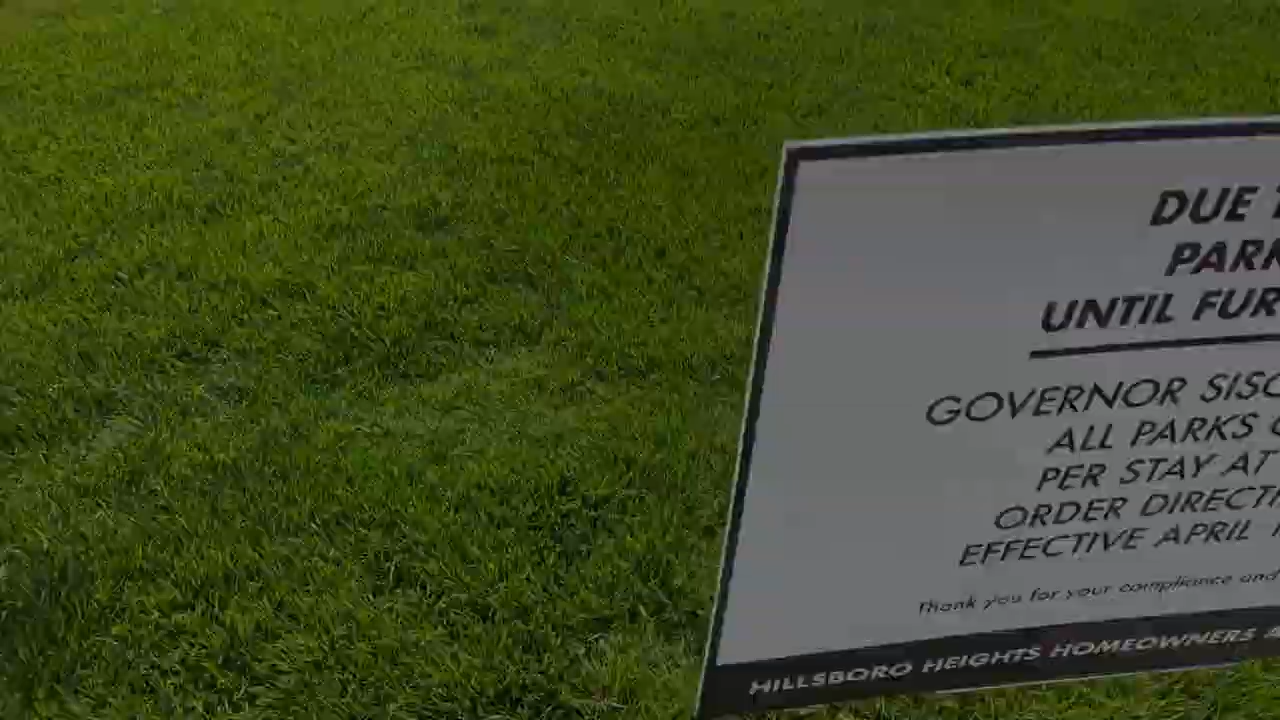 DUE
PARK
UNTIL FUR
GOVERNOR SISO
ALL PARKS
PER STAY AT
ORDER DIRECTI
EFFECTIVE APRIL
Thank you for your compliance and
HILLSBORO HEIGHTS HOMEOWNERS